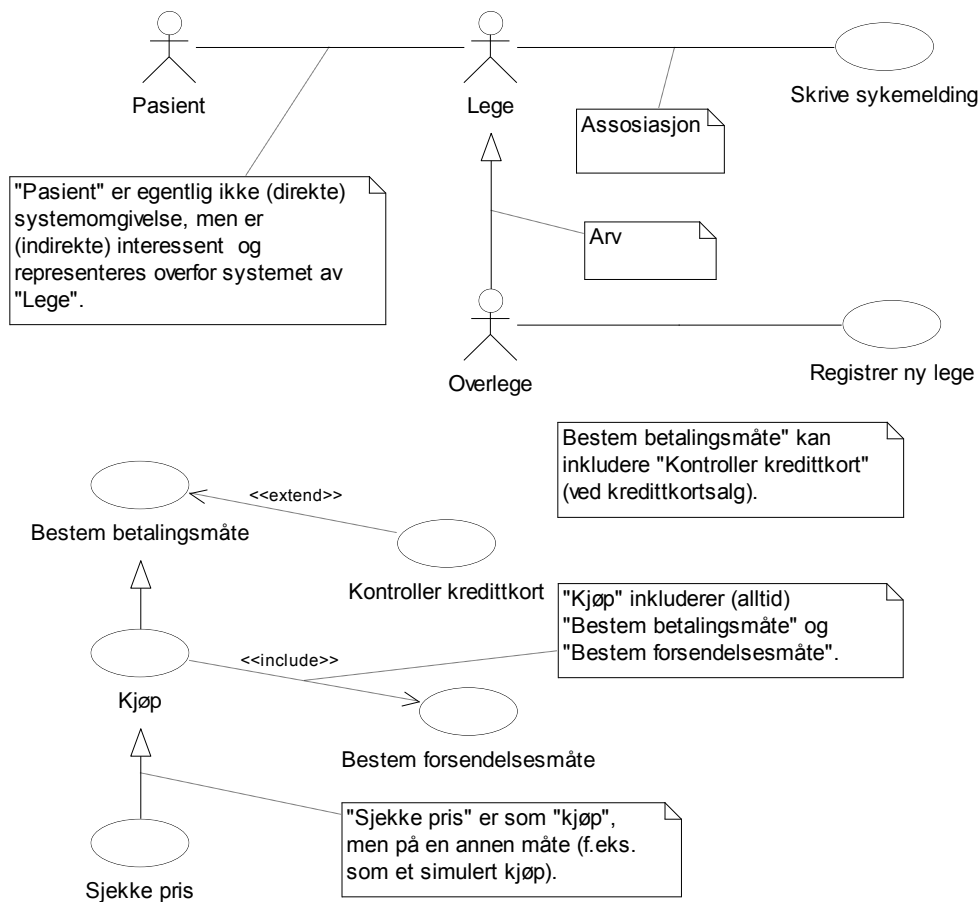 Pasient
Lege
Skrive sykemelding
Assosiasjon
"Pasient" er egentlig ikke (direkte)
systemomgivelse, men er
(indirekte) interessent og
representeres overfor systemet av
"Lege".
Arv
Overlege
Registrer ny lege
Bestem betalingsmåte" kan
inkludere "Kontroller kredittkort"
(ved kredittkortsalg).
<<extend>>
Bestem betalingsmåte
Kontroller kredittkort
"Kjøp" inkluderer (alltid)
"Bestem betalingsmåte" og
"Bestem forsendelsesmåte".
<<include>>
Kjøp
Bestem forsendelsesmåte
"Sjekke pris" er som "kjøp",
men på en annen måte (f.eks.
som et simulert kjøp).
Sjekke pris